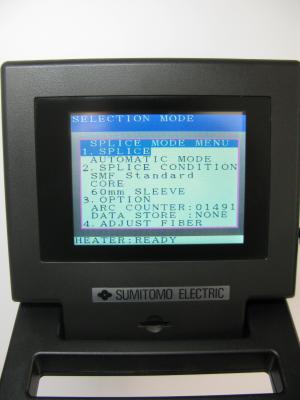 SELECTION MODE
SPLICE MODE MENU
1. SPLICE
AUTOMATIC MODE
2. SPLICE CONDITION
SMF Standard
CORE
60mm SLEEVE
3. OPTION
ARC COUNTER:01491
DATA STORE :NONE
4. ADJUST FIBER
HEATER:READY
SUMITOMO ELECTRIC